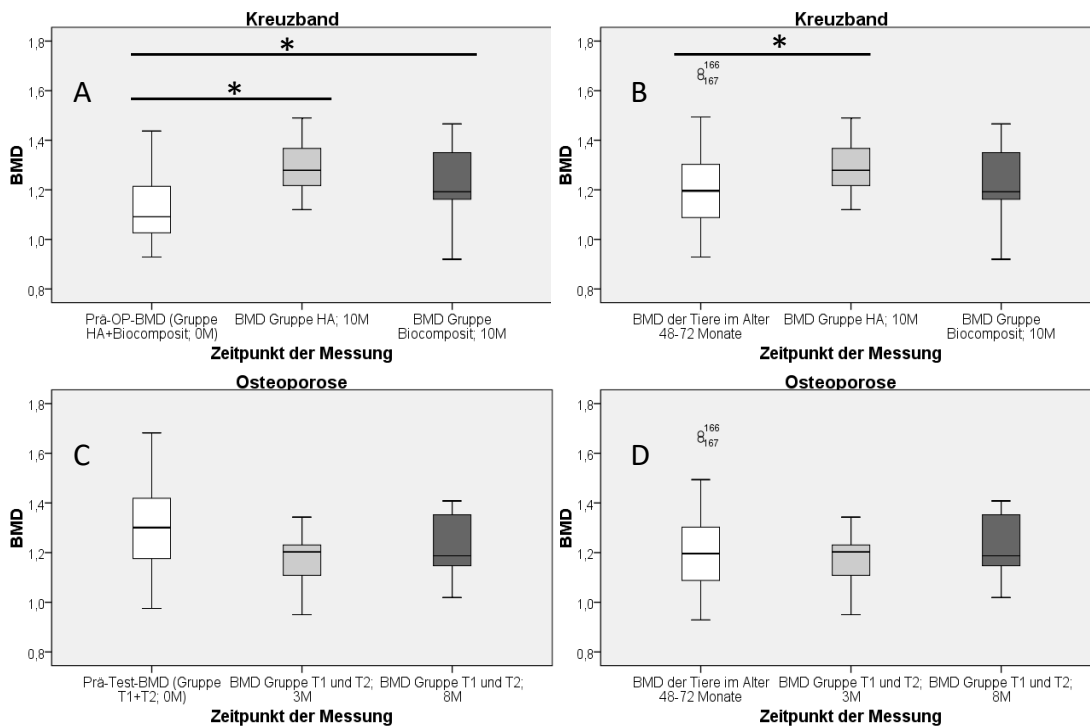 Kreuzband
A
*
*
BMD
1,8
1,6
1,4
1,2
1,0
0,8
Prä-OP-BMD (Gruppe
HA+Biocomposit; 0M)
BMD Gruppe HA; 10M
BMD Gruppe
Biocomposit; 10M
Zeitpunkt der Messung
Kreuzband
B
*
166
167
BMD
1,8
1,6
1,4
1,2
1,0
0,8
BMD der Tiere im Alter
48-72 Monate
BMD Gruppe HA; 10M
BMD Gruppe
Biocomposit; 10M
Zeitpunkt der Messung
Osteoporose
C
BMD
1,8
1,6
1,4
1,2
1,0
0,8
Prä-Test-BMD (Gruppe
T1+T2; 0M)
BMD Gruppe T1 und T2;
3M
BMD Gruppe T1 und T2;
8M
Zeitpunkt der Messung
Osteoporose
D
166
167
BMD
1,8
1,6
1,4
1,2
1,0
0,8
BMD der Tiere im Alter
48-72 Monate
BMD Gruppe T1 und T2;
3M
BMD Gruppe T1 und T2;
8M
Zeitpunkt der Messung